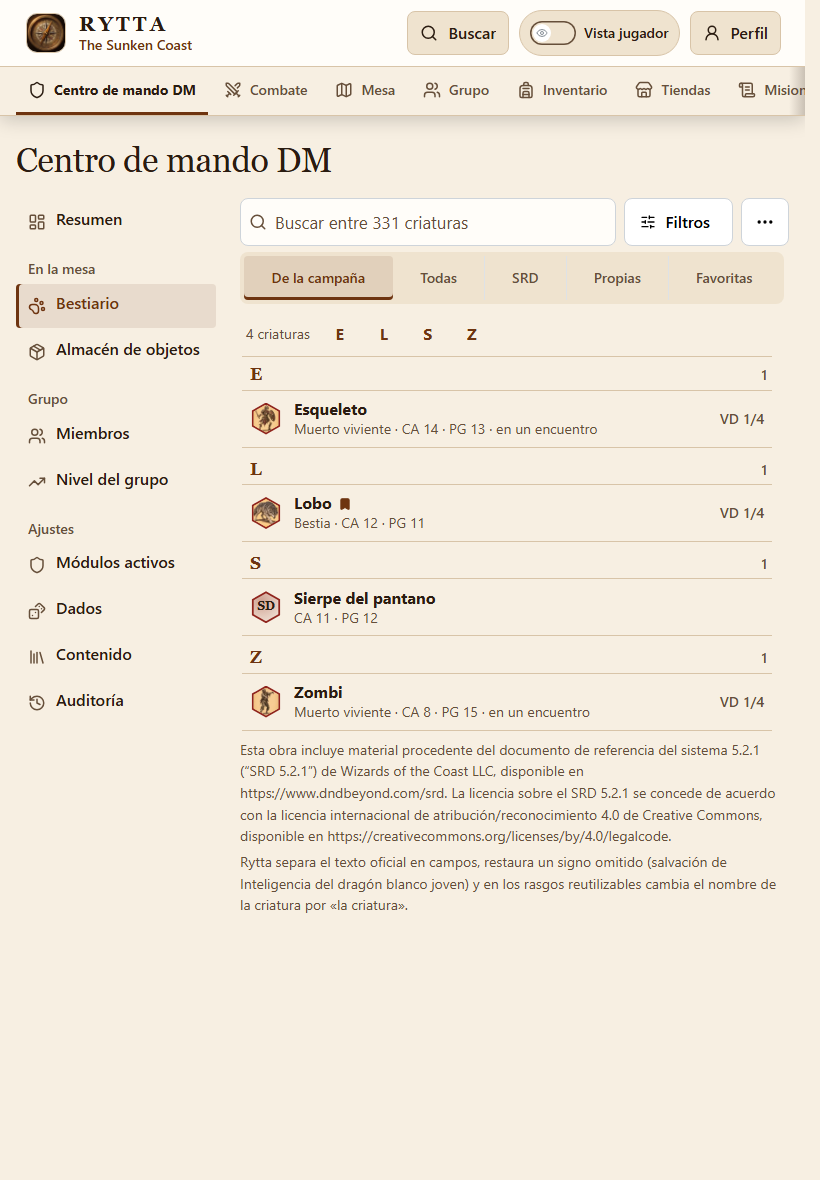 RYTTA
The Sunken Coast
Buscar
Vista jugador
Perfil
Centro de mando DM
Combate
Mesa
Grupo
Inventario
Tiendas
Mision
Centro de mando DM
Resumen
En la mesa
Bestiario
Almacén de objetos
Grupo
Miembros
Nivel del grupo
Ajustes
Módulos activos
Dados
Contenido
Auditoría
Buscar entre 331 criaturas
Filtros
De la campaña
Todas
SRD
Propias
Favoritas
4 criaturas E L S Z
E 1
Esqueleto
Muerto viviente · CA 14 · PG 13 · en un encuentro
VD 1/4
L 1
Lobo
Bestia · CA 12 · PG 11
VD 1/4
S 1
SD
Sierpe del pantano
CA 11 · PG 12
Z 1
Zombi
Muerto viviente · CA 8 · PG 15 · en un encuentro
VD 1/4
Esta obra incluye material procedente del documento de referencia del sistema 5.2.1
(“SRD 5.2.1”) de Wizards of the Coast LLC, disponible en
https://www.dndbeyond.com/srd. La licencia sobre el SRD 5.2.1 se concede de acuerdo
con la licencia internacional de atribución/reconocimiento 4.0 de Creative Commons,
disponible en https://creativecommons.org/licenses/by/4.0/legalcode.
Rytta separa el texto oficial en campos, restaura un signo omitido (salvación de
Inteligencia del dragón blanco joven) y en los rasgos reutilizables cambia el nombre de
la criatura por «la criatura».